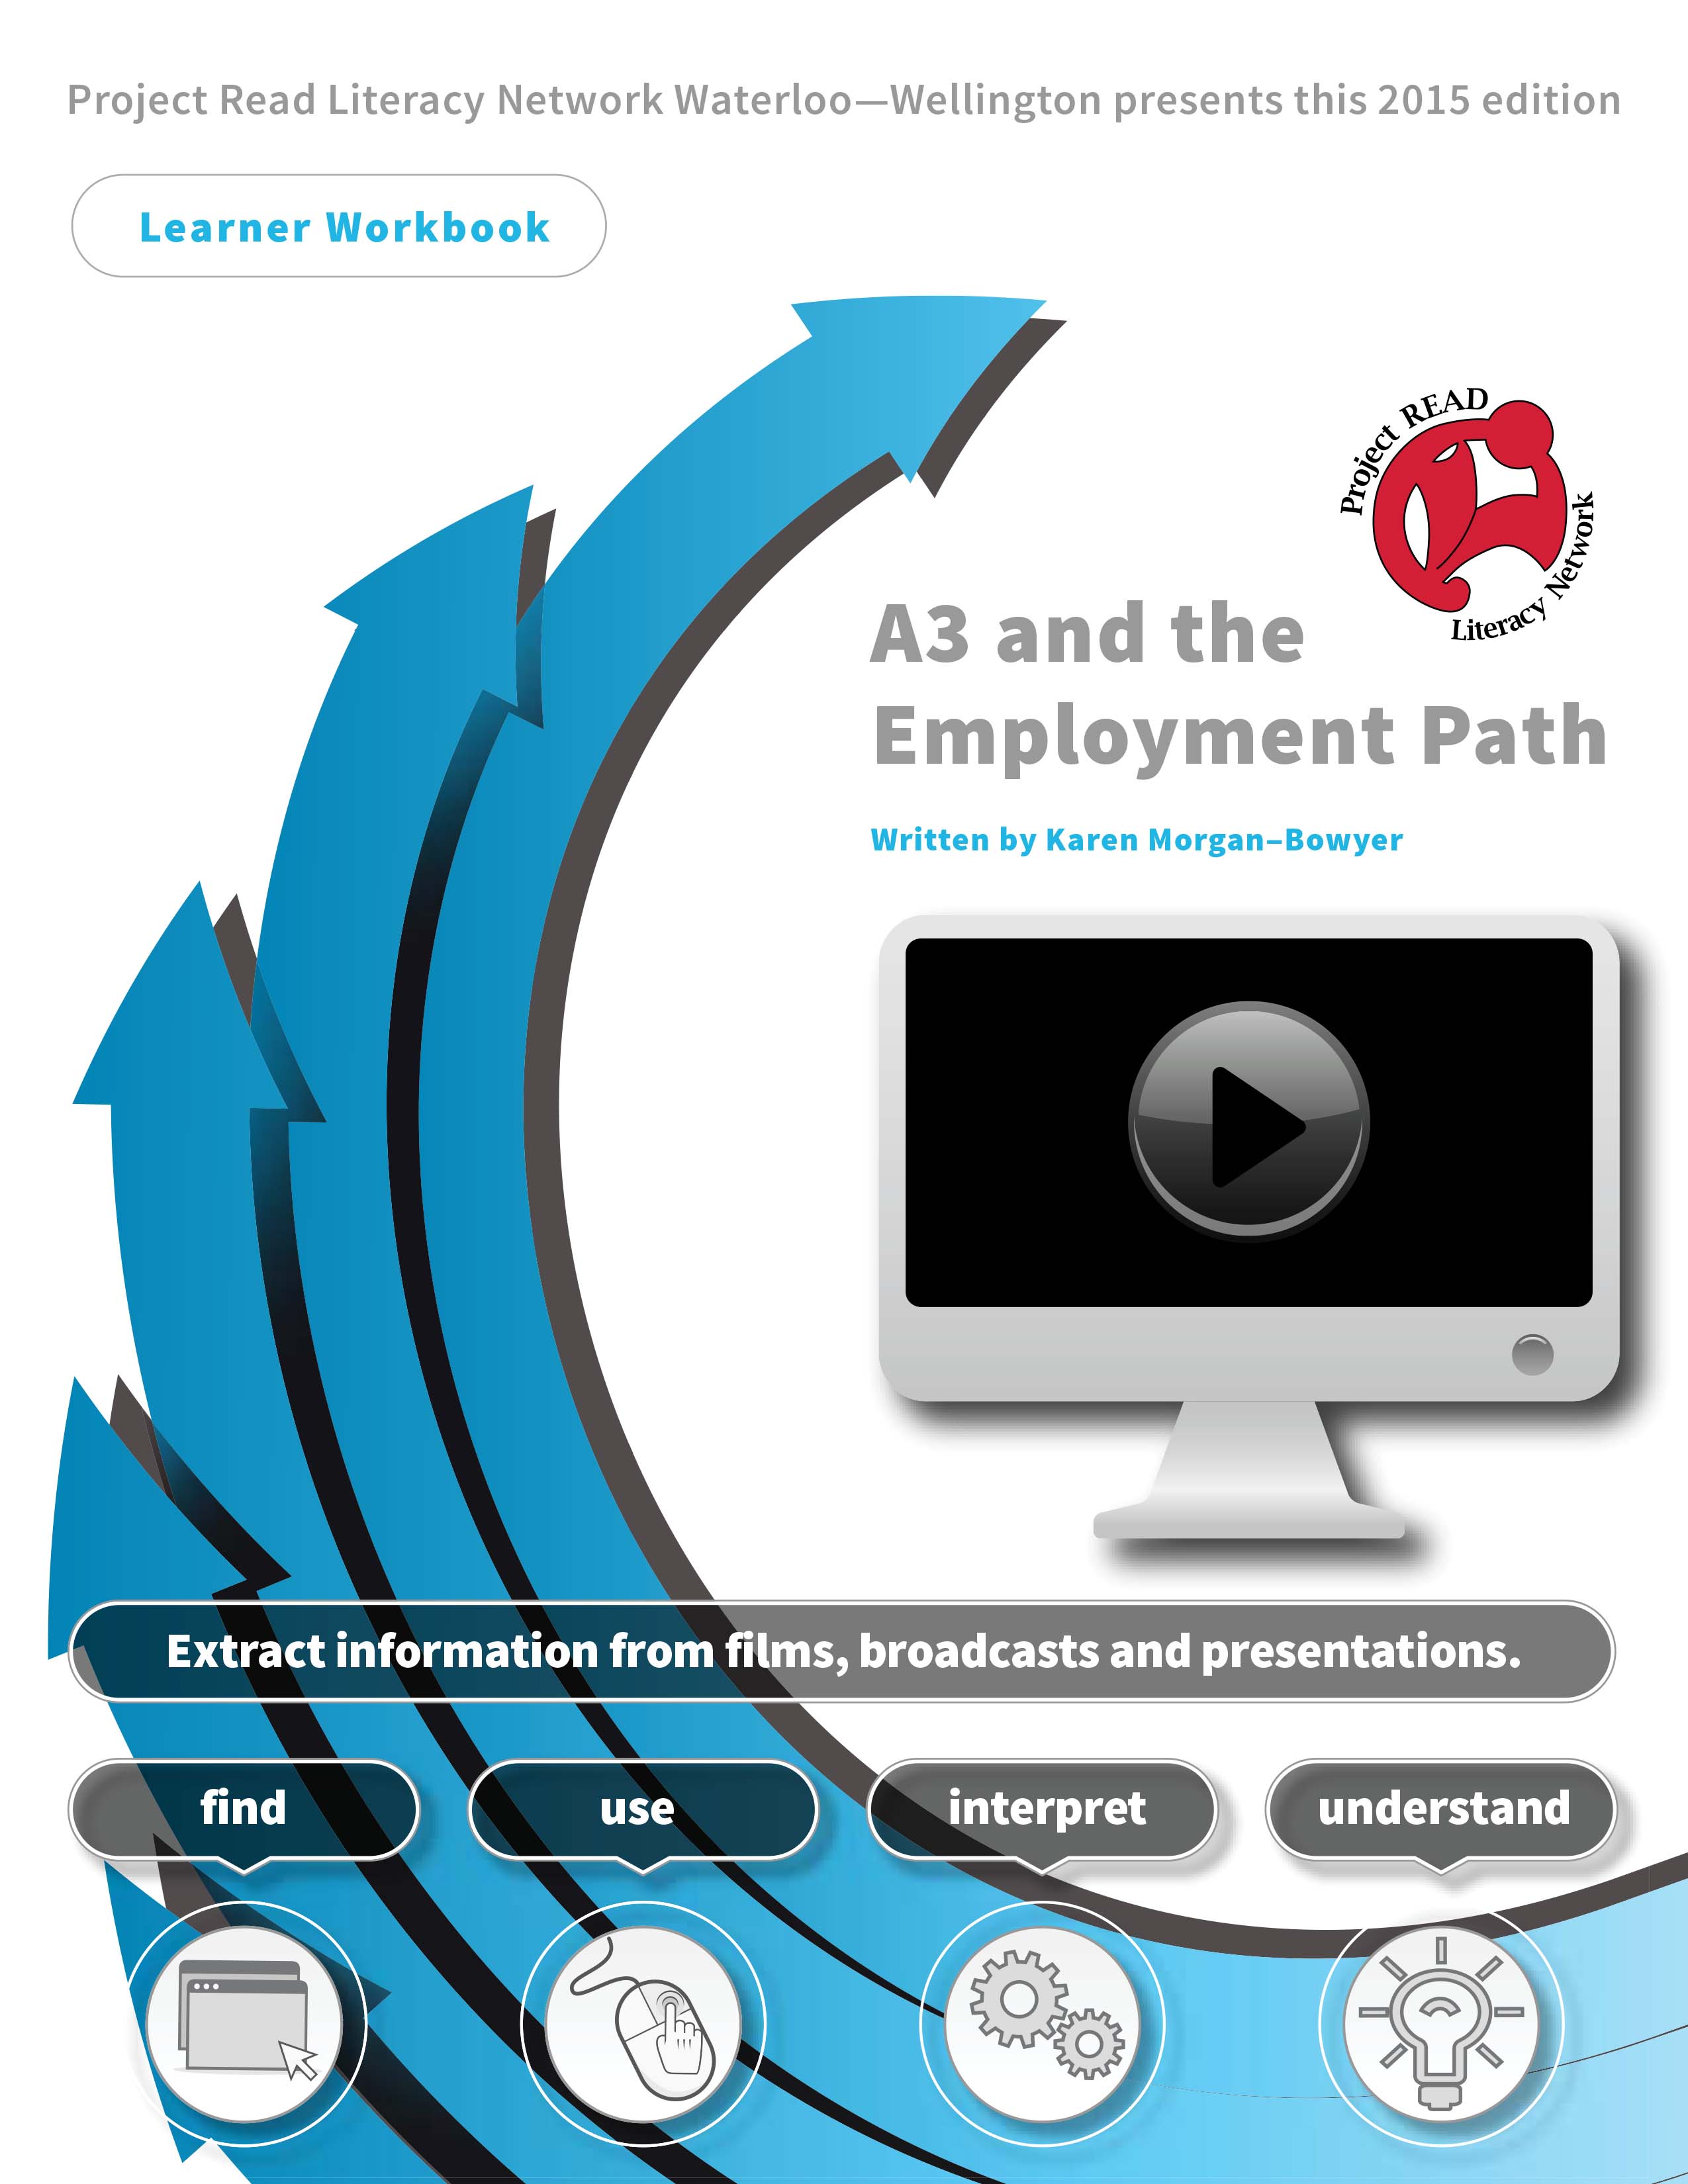 Project Read Literacy Network Waterloo—Wellington presents this 2015 edition
Learner Workbook
Project READ
Literacy Network
A3 and the
Employment Path
Written by Karen Morgan–Bowyer
Extract information from films, broadcasts and presentations.
find
use
interpret
understand